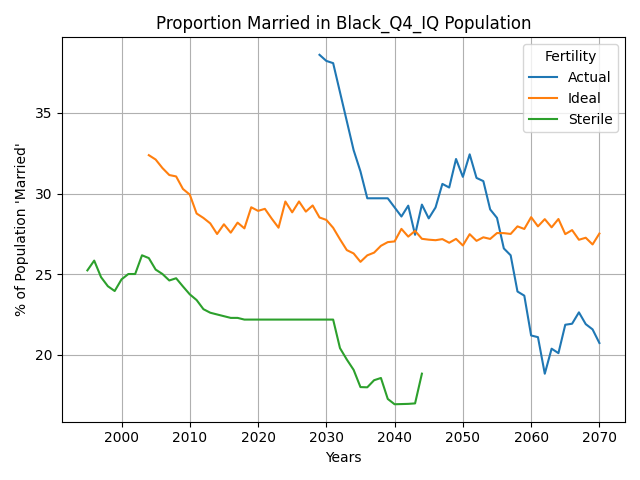 Proportion Married in Black_Q4_IQ Population
% of Population 'Married'
35
30
25
20
Fertility
Actual
Ideal
Sterile
2000 2010 2020 2030 2040 2050 2060 2070
Years